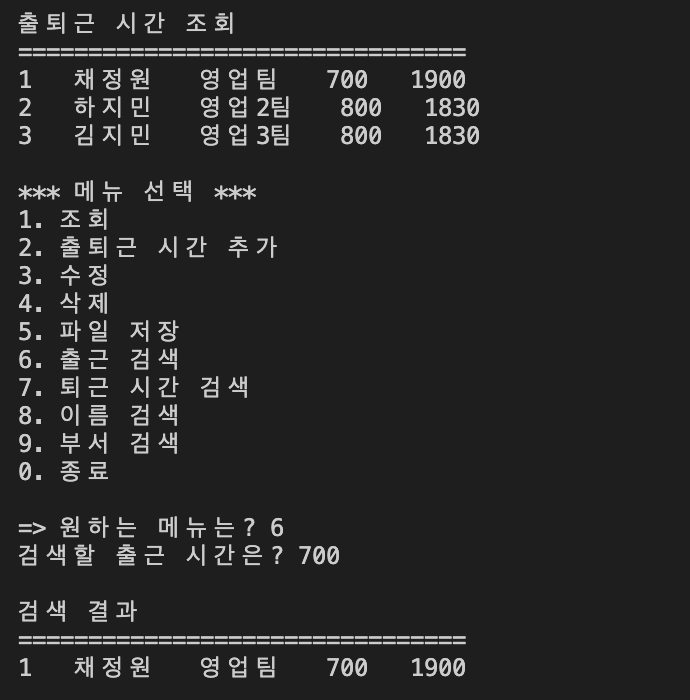 출퇴근 시간 조회
================================
1 채정원 영업팀 700 1900
2 하지민 영업2팀 800 1830
3 김지민 영업3팀 800 1830
*** 메뉴 선택 ***
1. 조회
2. 출퇴근 시간 추가
3. 수정
4. 삭제
5. 파일 저장
6. 출근 검색
7. 퇴근 시간 검색
8. 이름 검색
9. 부서 검색
0. 종료
=> 원하는 메뉴는? 6
검색할 출근 시간은? 700
검색 결과
================================
1 채정원 영업팀 700 1900